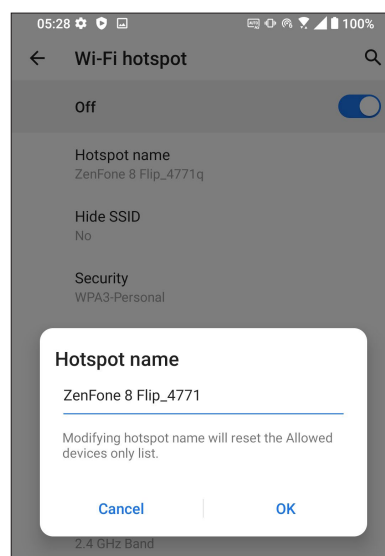 05:28 100%
Wi-Fi hotspot
Off
Hotspot name
ZenFone 8 Flip_4771q
Hide SSID
No
Security
WPA3-Personal
Hotspot name
ZenFone 8 Flip_4771
Modifying hotspot name will reset the Allowed
devices only list.
Cancel OK
2.4 GHz Band